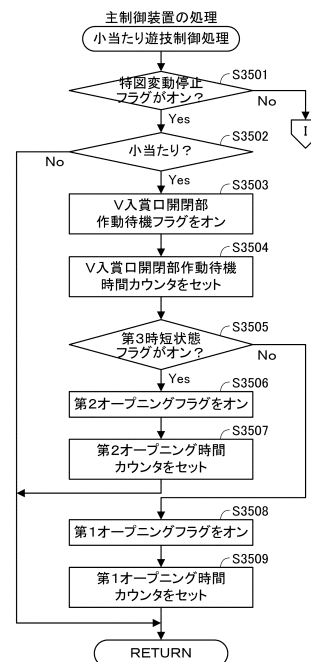 主制御装置の処理
小当たり遊技制御処理
S3501
特図変動停止
フラグがオン？
No
I
Yes
S3502
小当たり？
No
Yes
S3503
V入賞口開閉部
作動待機フラグをオン
S3504
V入賞口開閉部作動待機
時間カウンタをセット
S3505
第3時短状態
フラグがオン？
No
Yes
S3506
第2オープニングフラグをオン
S3507
第2オープニング時間
カウンタをセット
S3508
第1オープニングフラグをオン
S3509
第1オープニング時間
カウンタをセット
RETURN